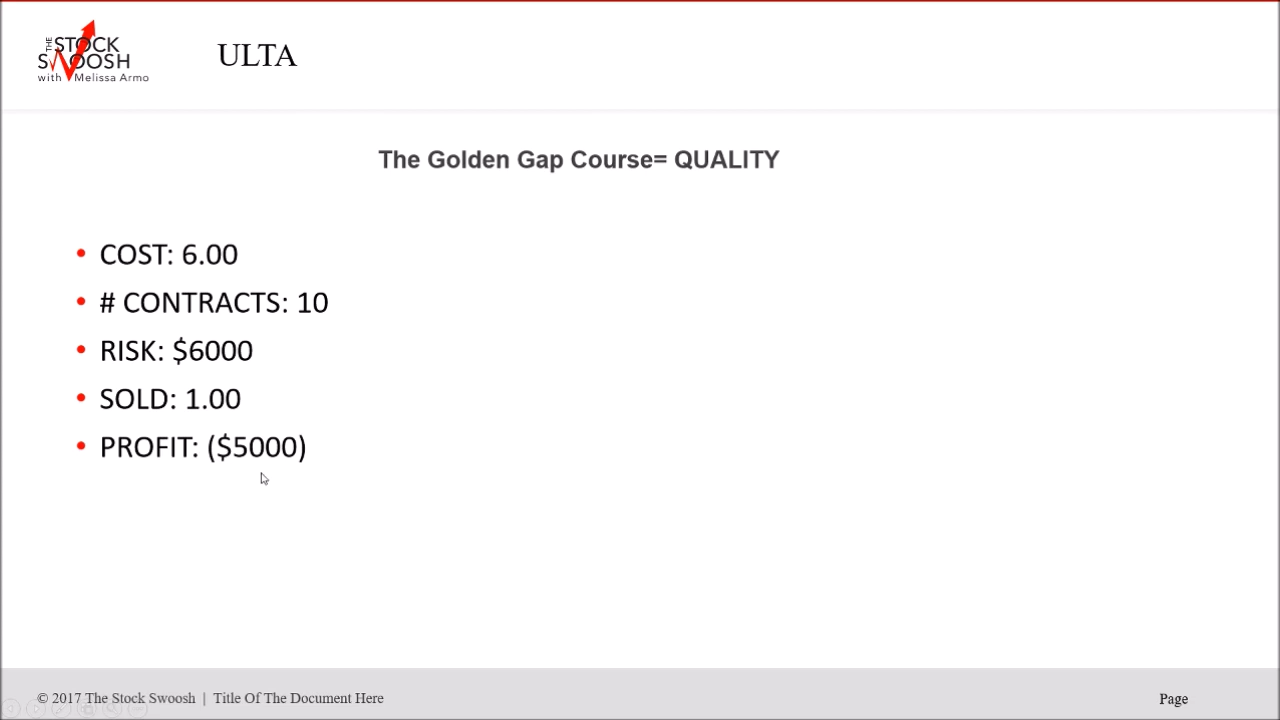 THE STOCK
SWOOSH
with Melissa Armo
ULTA
The Golden Gap Course= QUALITY
• COST: 6.00
• # CONTRACTS: 10
• RISK: $6000
• SOLD: 1.00
• PROFIT: ($5000)
© 2017 The Stock Swoosh | Title Of The Document Here
Page